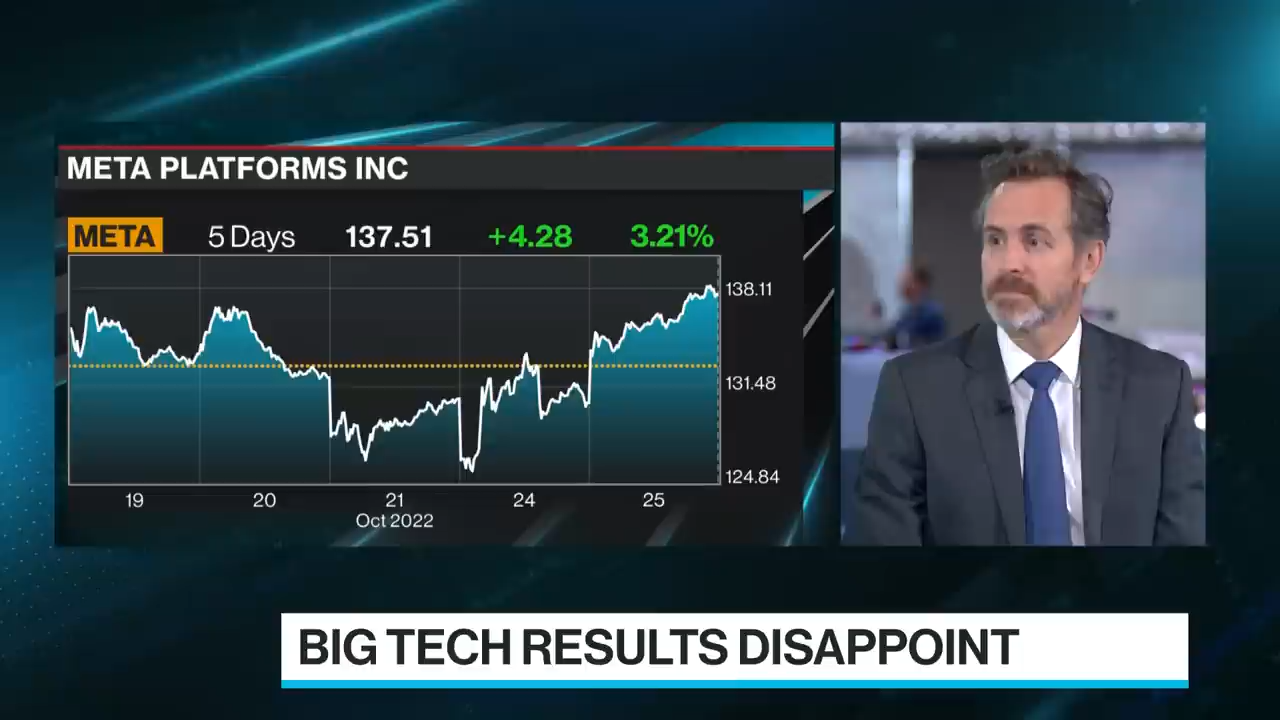 META PLATFORMS INC
META 5 Days 137.51 +4.28 3.21%
138.11
131.48
124.84
19 20 21 24 25
Oct 2022
BIG TECH RESULTS DISAPPOINT